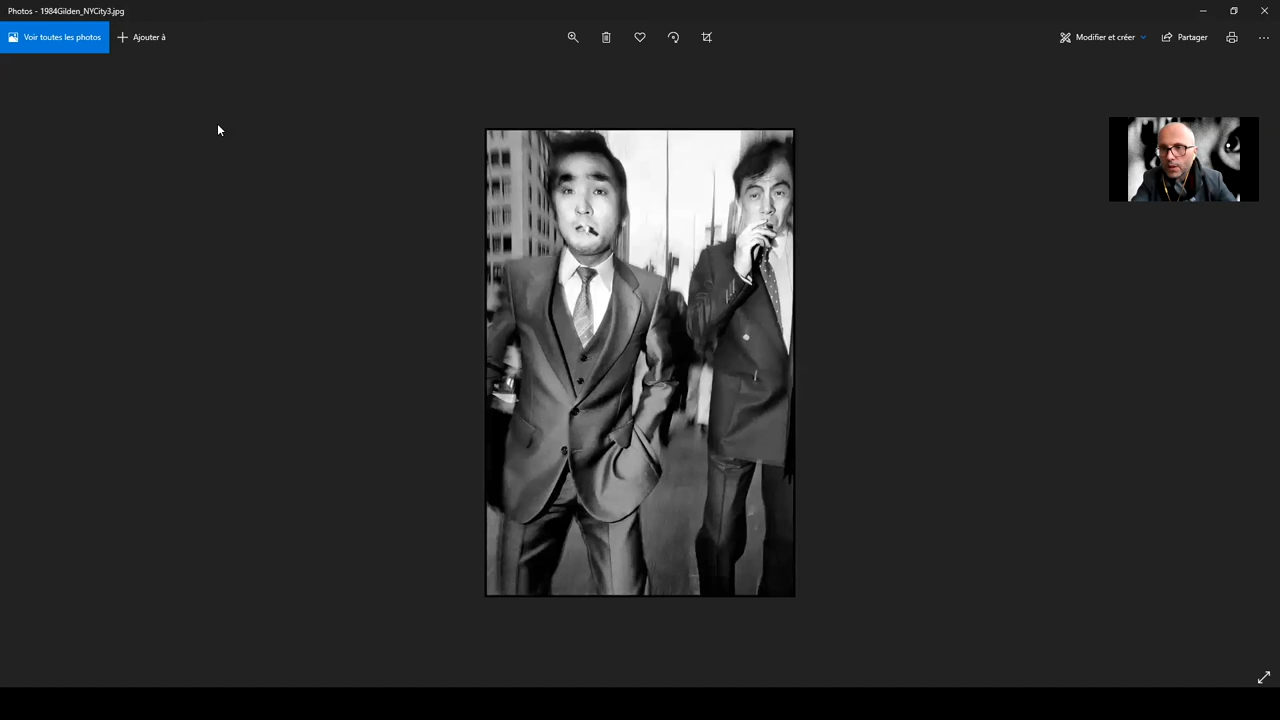 Photos - 1984Gilden_NYCity3.jpg
Voir toutes les photos
Ajouter à
Modifier et créer
Partager